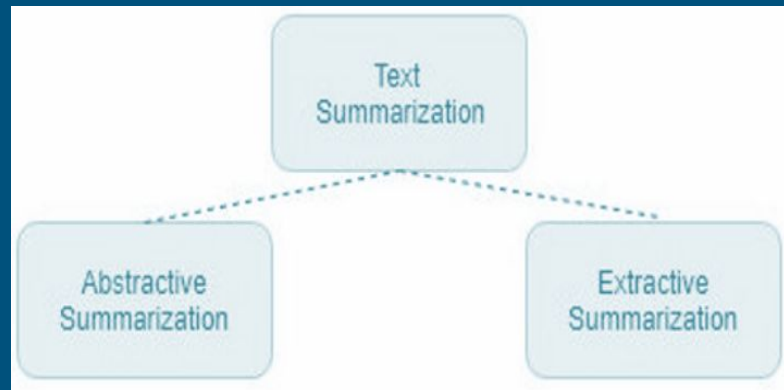 Text
Summarization
Abstractive
Summarization
Extractive
Summarization